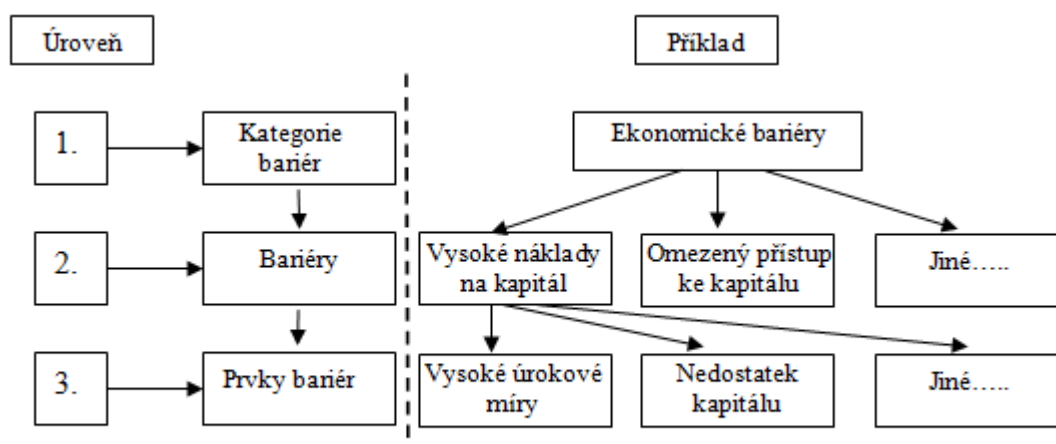 Úroveň
Příklad
1.
Kategorie
bariér
Ekonomické bariéry
2.
Bariéry
Vysoké náklady
na kapitál
Omezený přístup
ke kapitálu
Jiné…..
3.
Prvky bariér
Vysoké úrokové
míry
Nedostatek
kapitálu
Jiné…..